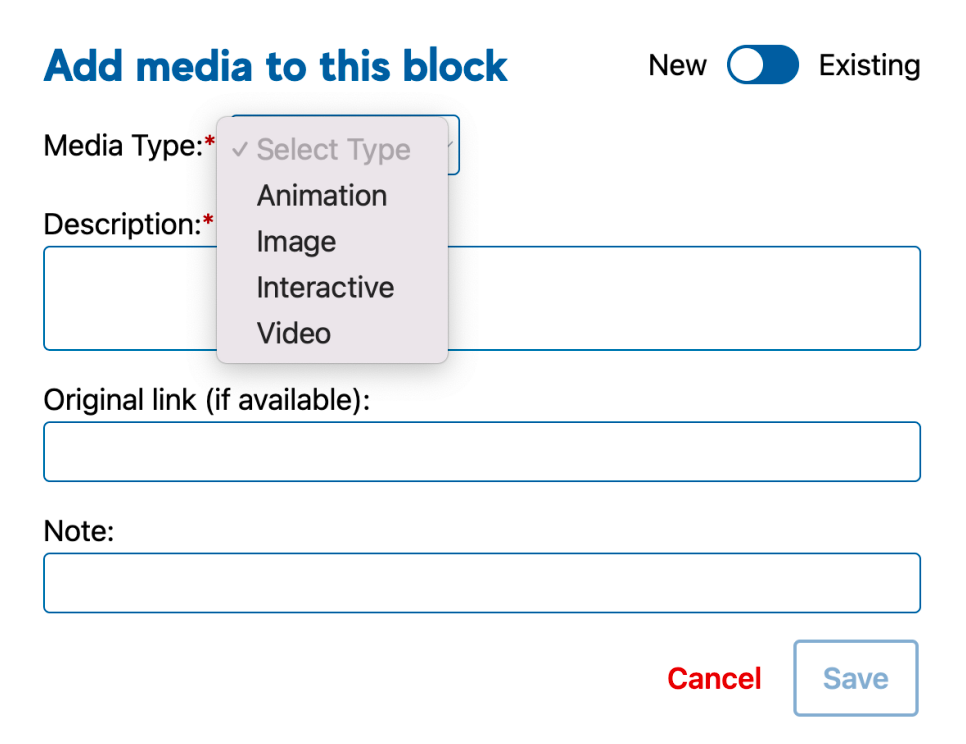 Add media to this block
New Existing
Media Type:*
✓ Select Type
Animation
Image
Interactive
Video
Description:*
Original link (if available):
Note:
Cancel Save